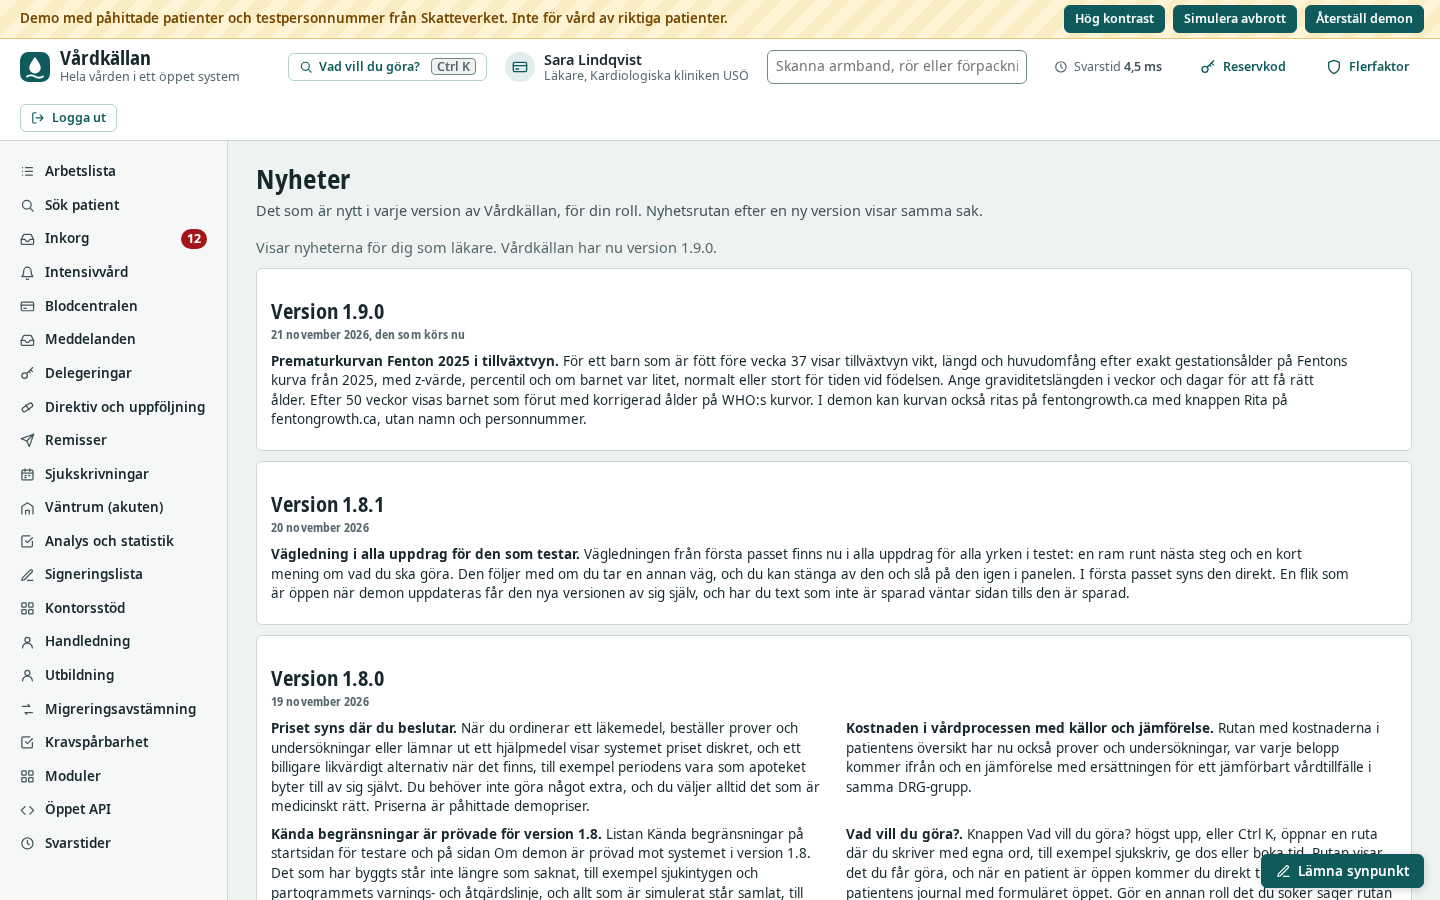 Demo med påhittade patienter och testpersonnummer från Skatteverket. Inte för vård av riktiga patienter.
Hög kontrast
Simulera avbrott
Återställ demon
Vårdkällan
Hela vården i ett öppet system
Vad vill du göra? Ctrl K
Sara Lindqvist
Läkare, Kardiologiska kliniken USÖ
Skanna armband, rör eller förpackni
Svarstid 4,5 ms
Reservkod
Flerfaktor
Logga ut
Arbetslista
Sök patient
Inkorg 12
Intensivvård
Blodcentralen
Meddelanden
Delegeringar
Direktiv och uppföljning
Remisser
Sjukskrivningar
Väntrum (akuten)
Analys och statistik
Signeringslista
Kontorsstöd
Handledning
Utbildning
Migreringsavstämning
Kravspårbarhet
Moduler
Öppet API
Svarstider
Nyheter
Det som är nytt i varje version av Vårdkällan, för din roll. Nyhetsrutan efter en ny version visar samma sak.
Visar nyheterna för dig som läkare. Vårdkällan har nu version 1.9.0.
Version 1.9.0
21 november 2026, den som körs nu
Prematurkurvan Fenton 2025 i tillväxtvyn. För ett barn som är fött före vecka 37 visar tillväxtvyn vikt, längd och huvudomfång efter exakt gestationsålder på Fentons
kurva från 2025, med z-värde, percentil och om barnet var litet, normalt eller stort för tiden vid födelsen. Ange graviditetslängden i veckor och dagar för att få rätt
ålder. Efter 50 veckor visas barnet som förut med korrigerad ålder på WHO:s kurvor. I demon kan kurvan också ritas på fentongrowth.ca med knappen Rita på
fentongrowth.ca, utan namn och personnummer.
Version 1.8.1
20 november 2026
Vägledning i alla uppdrag för den som testar. Vägledningen från första passet finns nu i alla uppdrag för alla yrken i testet: en ram runt nästa steg och en kort
mening om vad du ska göra. Den följer med om du tar en annan väg, och du kan stänga av den och slå på den igen i panelen. I första passet syns den direkt. En flik som
är öppen när demon uppdateras får den nya versionen av sig själv, och har du text som inte är sparad väntar sidan tills den är sparad.
Version 1.8.0
19 november 2026
Priset syns där du beslutar. När du ordinerar ett läkemedel, beställer prover och
undersökningar eller lämnar ut ett hjälpmedel visar systemet priset diskret, och ett
billigare likvärdigt alternativ när det finns, till exempel periodens vara som apoteket
byter till av sig självt. Du behöver inte göra något extra, och du väljer alltid det som är
medicinskt rätt. Priserna är påhittade demopriser.
Kostnaden i vårdprocessen med källor och jämförelse. Rutan med kostnaderna i
patientens översikt har nu också prover och undersökningar, var varje belopp
kommer ifrån och en jämförelse med ersättningen för ett jämförbart vårdtillfälle i
samma DRG-grupp.
Kända begränsningar är prövade för version 1.8. Listan Kända begränsningar på
startsidan för testare och på sidan Om demon är prövad mot systemet i version 1.8.
Det som har byggts står inte längre som saknat, till exempel sjukintygen och
partogrammets varnings- och åtgärdslinje, och allt som är simulerat står samlat, till
Vad vill du göra?. Knappen Vad vill du göra? högst upp, eller Ctrl K, öppnar en ruta
där du skriver med egna ord, till exempel sjukskriv, ge dos eller boka tid. Rutan visar
det du får göra, och när en patient är öppen kommer du direkt
patientens journal med formuläret öppet. Gör en annan roll det du söker säger rutan
Lämna synpunkt